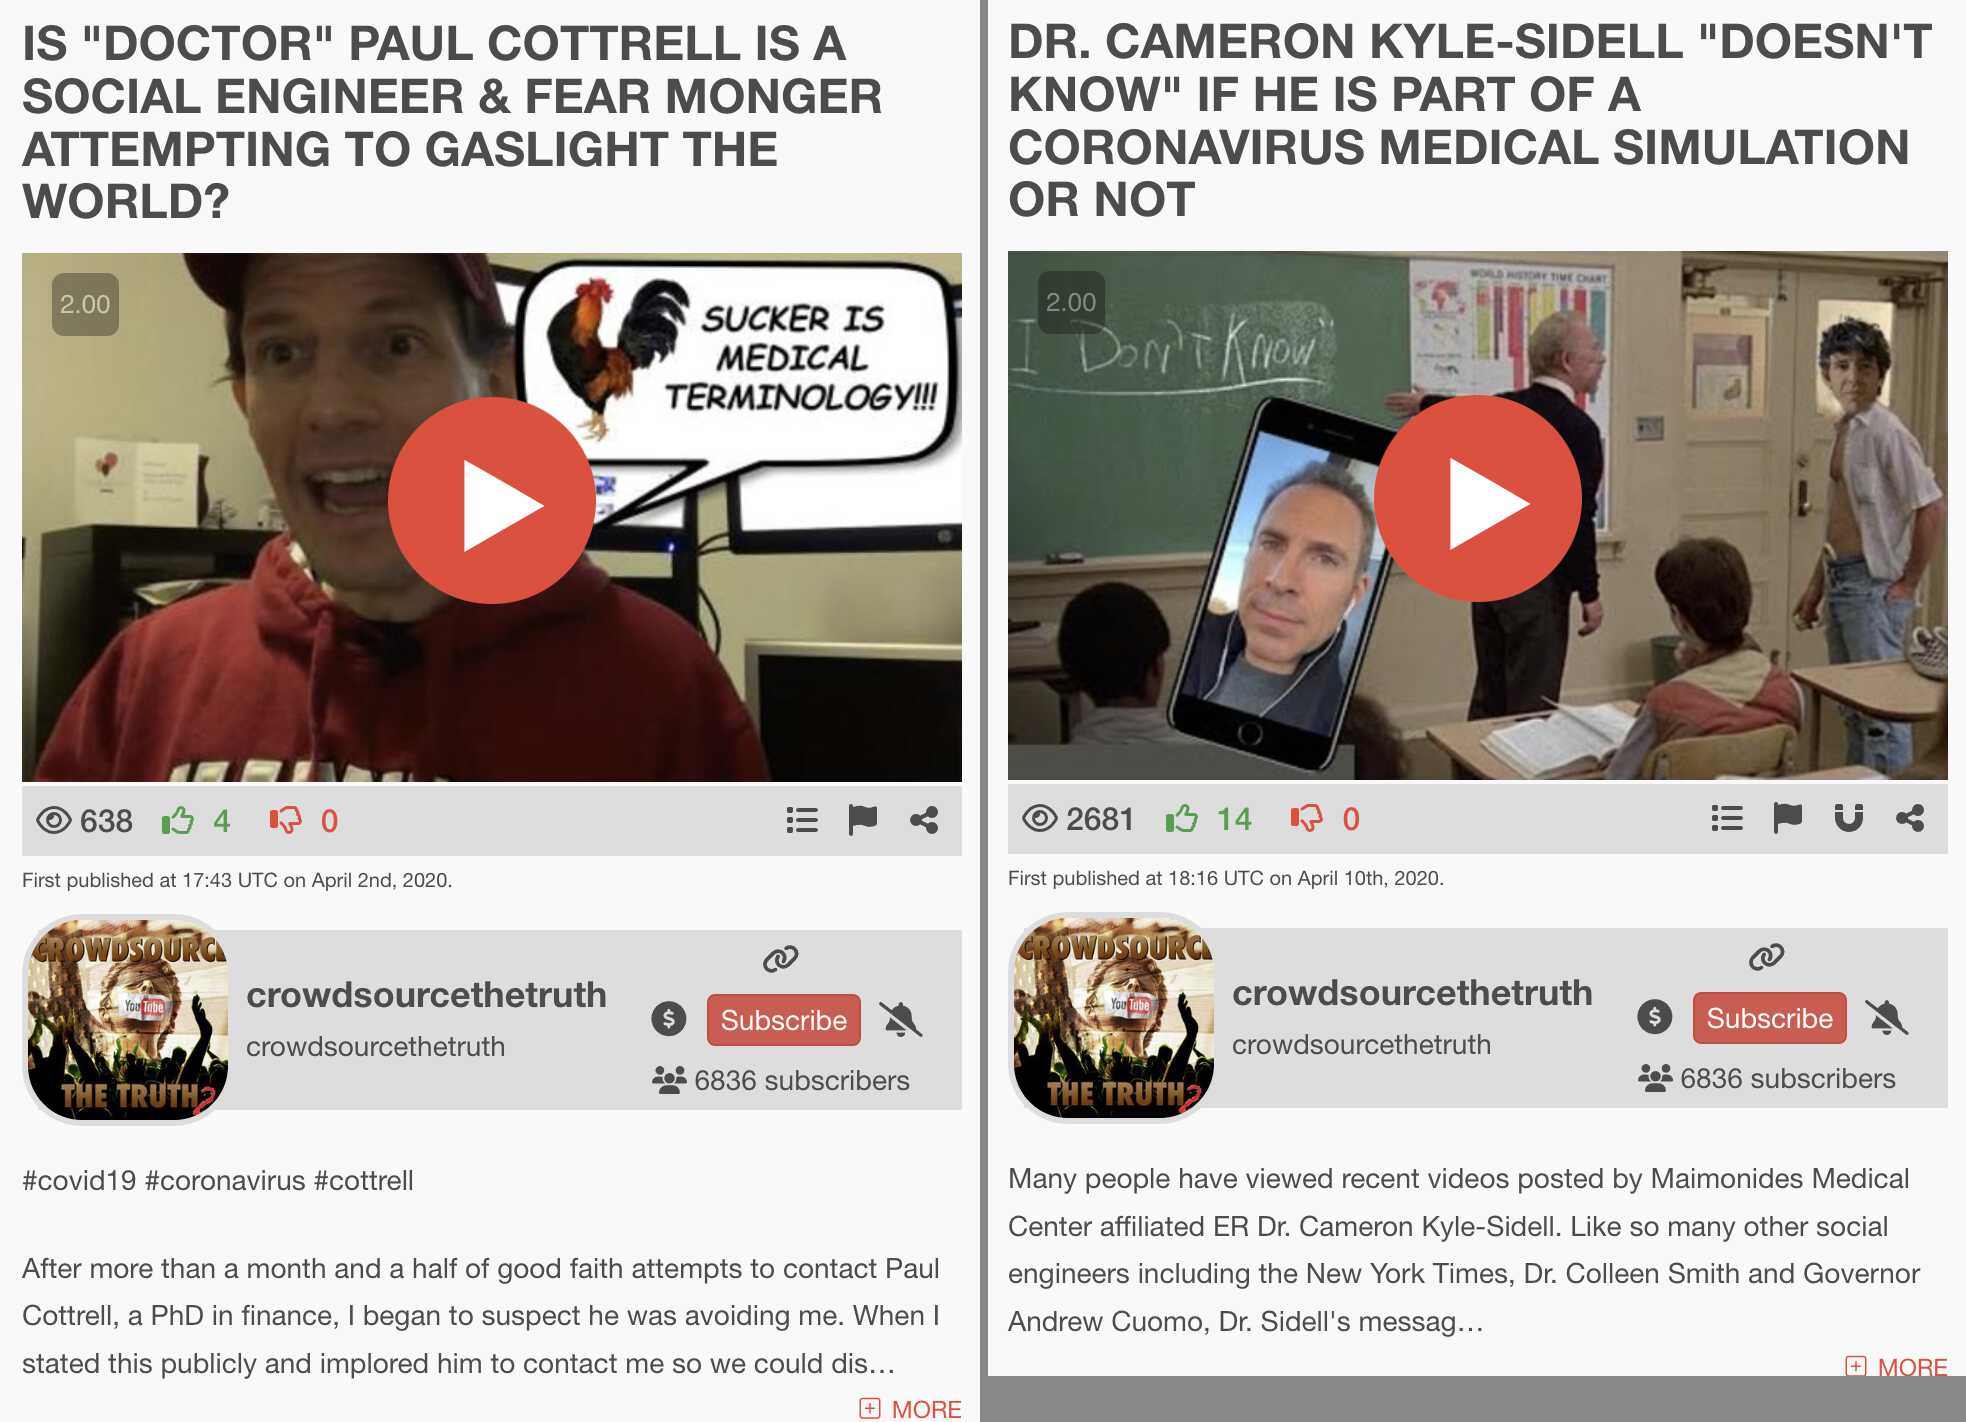 IS "DOCTOR" PAUL COTTRELL IS A
SOCIAL ENGINEER & FEAR MONGER
ATTEMPTING TO GASLIGHT THE
WORLD?
2.00
SUCKER IS
MEDICAL
TERMINOLOGY!!!
638
4
0
First published at 17:43 UTC on April 2nd, 2020.
CROWDSOURC
YouTube
THE TRUTH2
crowdsourcethetruth
crowdsourcethetruth
Subscribe
6836 subscribers
#covid19 #coronavirus #cottrell
After more than a month and a half of good faith attempts to contact Paul
Cottrell, a PhD in finance, I began to suspect he was avoiding me. When I
stated this publicly and implored him to contact me so we could dis…
MORE
DR. CAMERON KYLE-SIDELL "DOESN'T
KNOW" IF HE IS PART OF A
CORONAVIRUS MEDICAL SIMULATION
OR NOT
2.00
WORLD HISTORY TIME CHART
I Don't Know"
2681
14
0
First published at 18:16 UTC on April 10th, 2020.
CROWDSOURC
YouTube
THE TRUTH2
crowdsourcethetruth
crowdsourcethetruth
Subscribe
6836 subscribers
Many people have viewed recent videos posted by Maimonides Medical
Center affiliated ER Dr. Cameron Kyle-Sidell. Like so many other social
engineers including the New York Times, Dr. Colleen Smith and Governor
Andrew Cuomo, Dr. Sidell's messag…
MORE